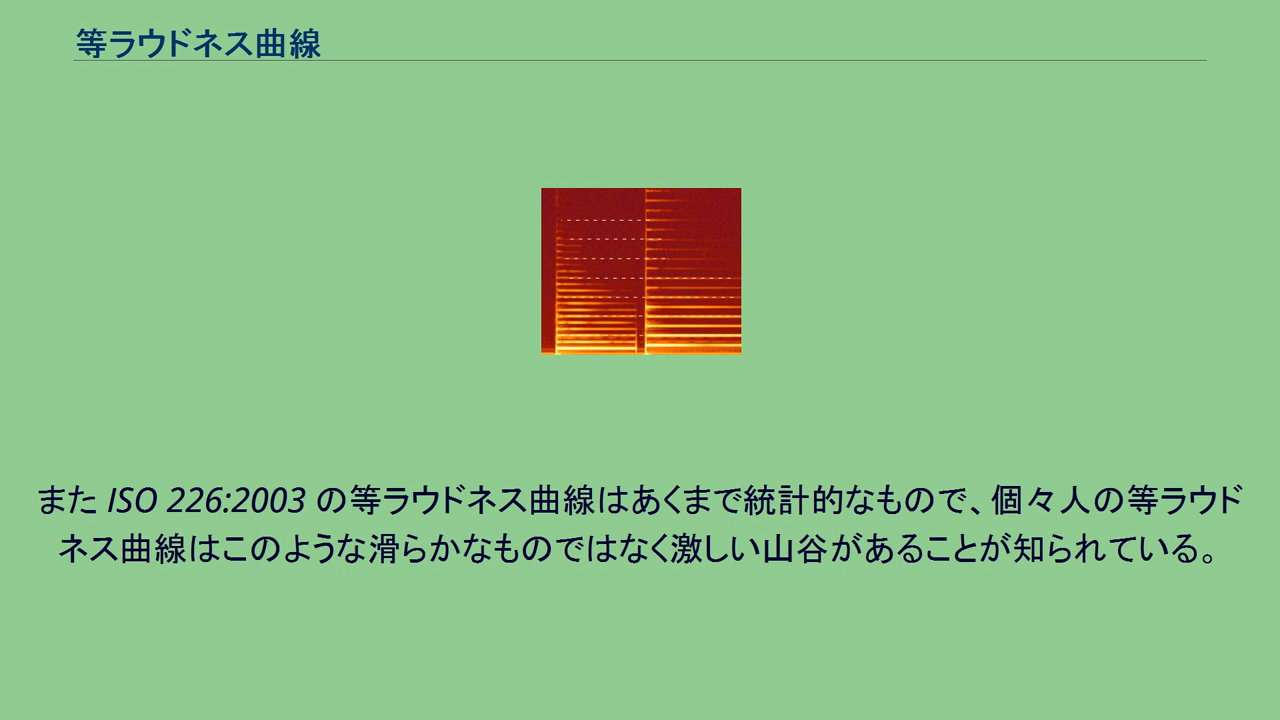 等ラウドネス曲線
また ISO 226:2003 の等ラウドネス曲線はあくまで統計的なもので、個々人の等ラウド
ネス曲線はこのような滑らかなものではなく激しい山谷があることが知られている。